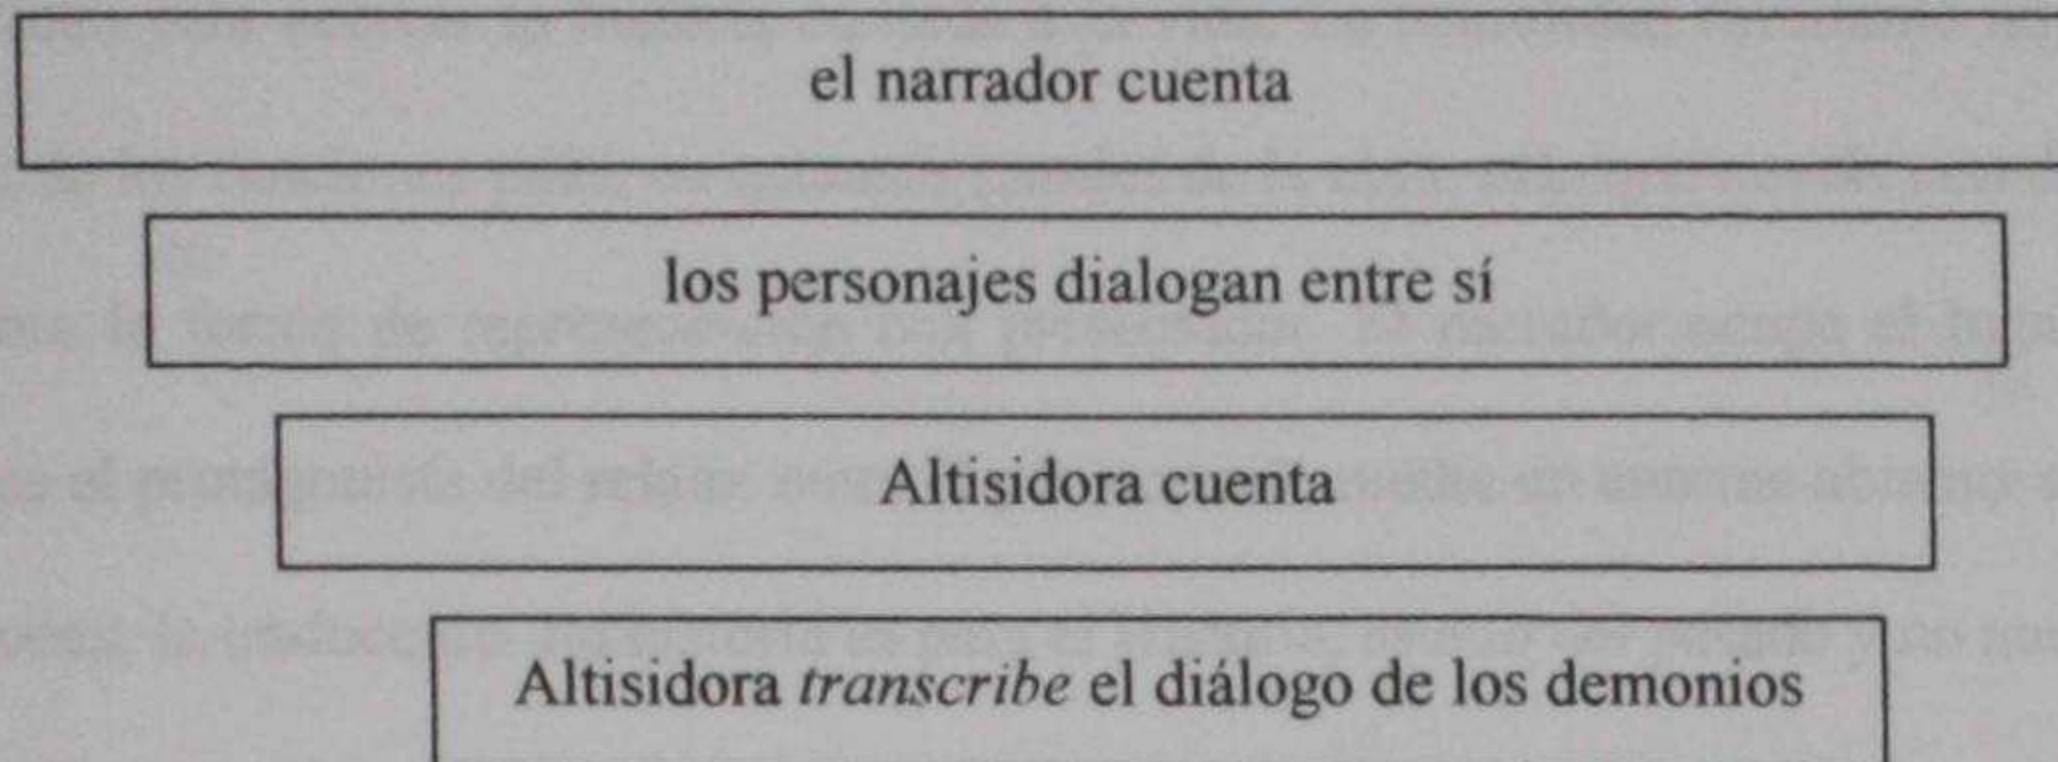 el narrador cuenta
los personajes dialogan entre sí
Altisidora cuenta
Altisidora transcribe el diálogo de los demonios